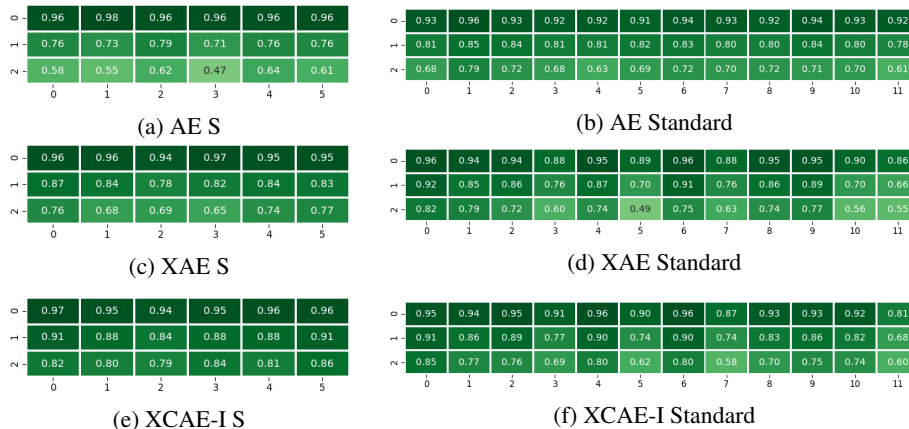 0 0.96 0.98 0.96 0.96 0.96 0.96
1 0.76 0.73 0.79 0.71 0.76 0.76
2 0.58 0.55 0.62 0.47 0.64 0.61
0 1 2 3 4 5
(a) AE S
0 0.93 0.96 0.93 0.92 0.92 0.91 0.94 0.93 0.92 0.94 0.93 0.92
1 0.81 0.85 0.84 0.81 0.81 0.82 0.83 0.80 0.80 0.84 0.80 0.78
2 0.68 0.79 0.72 0.68 0.63 0.69 0.72 0.70 0.72 0.71 0.70 0.61
0 1 2 3 4 5 6 7 8 9 10 11
(b) AE Standard
0 0.96 0.96 0.94 0.97 0.95 0.95
1 0.87 0.84 0.78 0.82 0.84 0.83
2 0.76 0.68 0.69 0.65 0.74 0.77
0 1 2 3 4 5
(c) XAE S
0 0.96 0.94 0.94 0.88 0.95 0.89 0.96 0.88 0.95 0.95 0.90 0.86
1 0.92 0.85 0.86 0.76 0.87 0.70 0.91 0.76 0.86 0.89 0.70 0.66
2 0.82 0.79 0.72 0.60 0.74 0.49 0.75 0.63 0.74 0.77 0.56 0.55
0 1 2 3 4 5 6 7 8 9 10 11
(d) XAE Standard
0 0.97 0.95 0.94 0.95 0.96 0.96
1 0.91 0.88 0.84 0.88 0.88 0.91
2 0.82 0.80 0.79 0.84 0.81 0.86
0 1 2 3 4 5
(e) XCAE-I S
0 0.95 0.94 0.95 0.91 0.96 0.90 0.96 0.87 0.93 0.93 0.92 0.81
1 0.91 0.86 0.89 0.77 0.90 0.74 0.90 0.74 0.83 0.86 0.82 0.68
2 0.85 0.77 0.76 0.69 0.80 0.62 0.80 0.58 0.70 0.75 0.74 0.60
0 1 2 3 4 5 6 7 8 9 10 11
(f) XCAE-I Standard